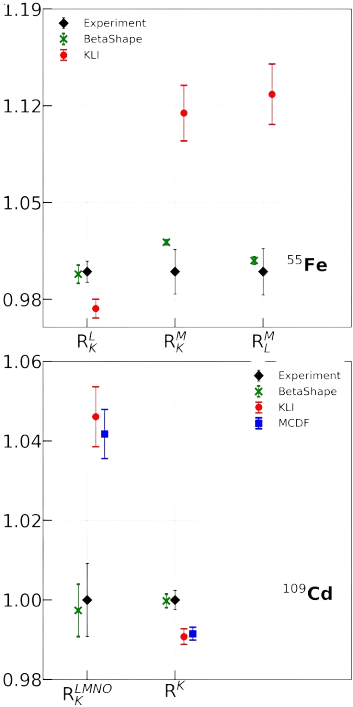 1.19
Experiment
BetaShape
KLI
1.12
1.05
⁵⁵Fe
0.98
R_K^L R_K^M R_L^M
1.06
Experiment
BetaShape
KLI
MCDF
1.04
1.02
1.00
¹⁰⁹Cd
0.98
R_K^{LMNO} R^K